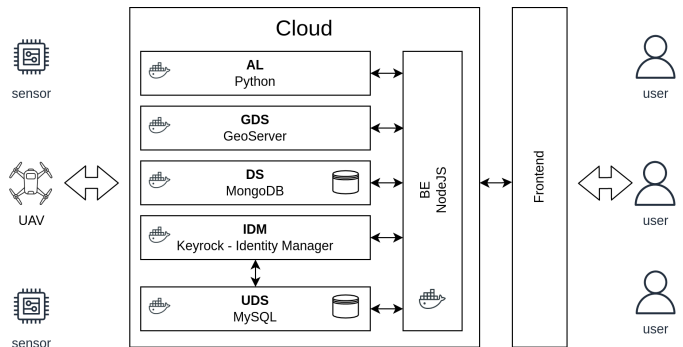 Cloud
sensor
AL
Python
user
GDS
GeoServer
DS
MongoDB
UAV
BE
NodeJS
Frontend
user
IDM
Keyrock - Identity Manager
UDS
MySQL
sensor
user